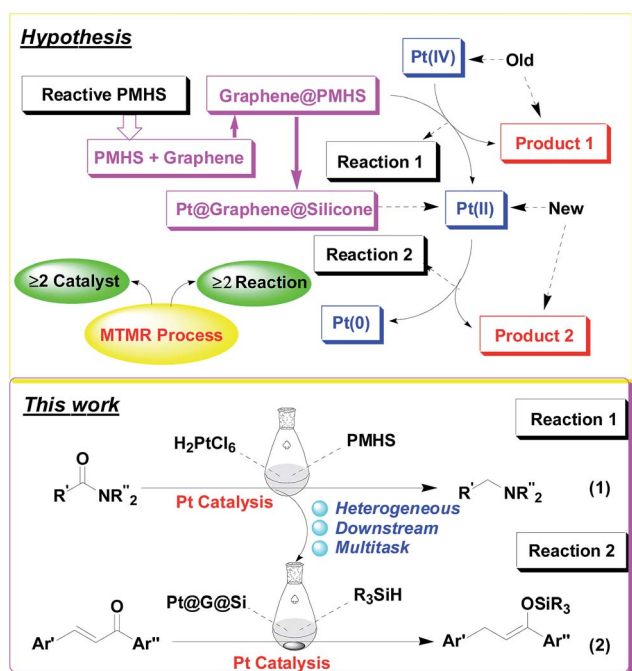 Hypothesis
Pt(IV)
Old
Reactive PMHS
Graphene@PMHS
Product 1
PMHS + Graphene
Reaction 1
Pt@Graphene@Silicone
Pt(II)
New
Reaction 2
≥2 Catalyst
≥2 Reaction
MTMR Process
Pt(0)
Product 2
This work
Reaction 1
H2PtCl6
PMHS
O
R' NR"2
Pt Catalysis
R' NR"2
(1)
Heterogeneous
Downstream
Multitask
Reaction 2
Pt@G@Si
R3SiH
O
Ar' Ar"
Pt Catalysis
OSiR3
Ar' Ar"
(2)